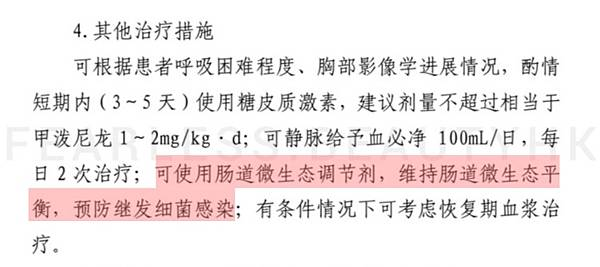 4.其他治疗措施
可根据患者呼吸困难程度、胸部影像学进展情况，酌情
短期内（3～5 天）使用糖皮质激素，建议剂量不超过相当于
甲泼尼龙 1～2mg/kg·d；可静脉给予血必净 100mL/日，每
日 2 次治疗；可使用肠道微生态调节剂，维持肠道微生态平
衡，预防继发细菌感染；有条件情况下可考虑恢复期血浆治
疗。
FEARLESS.BEAUTYHK